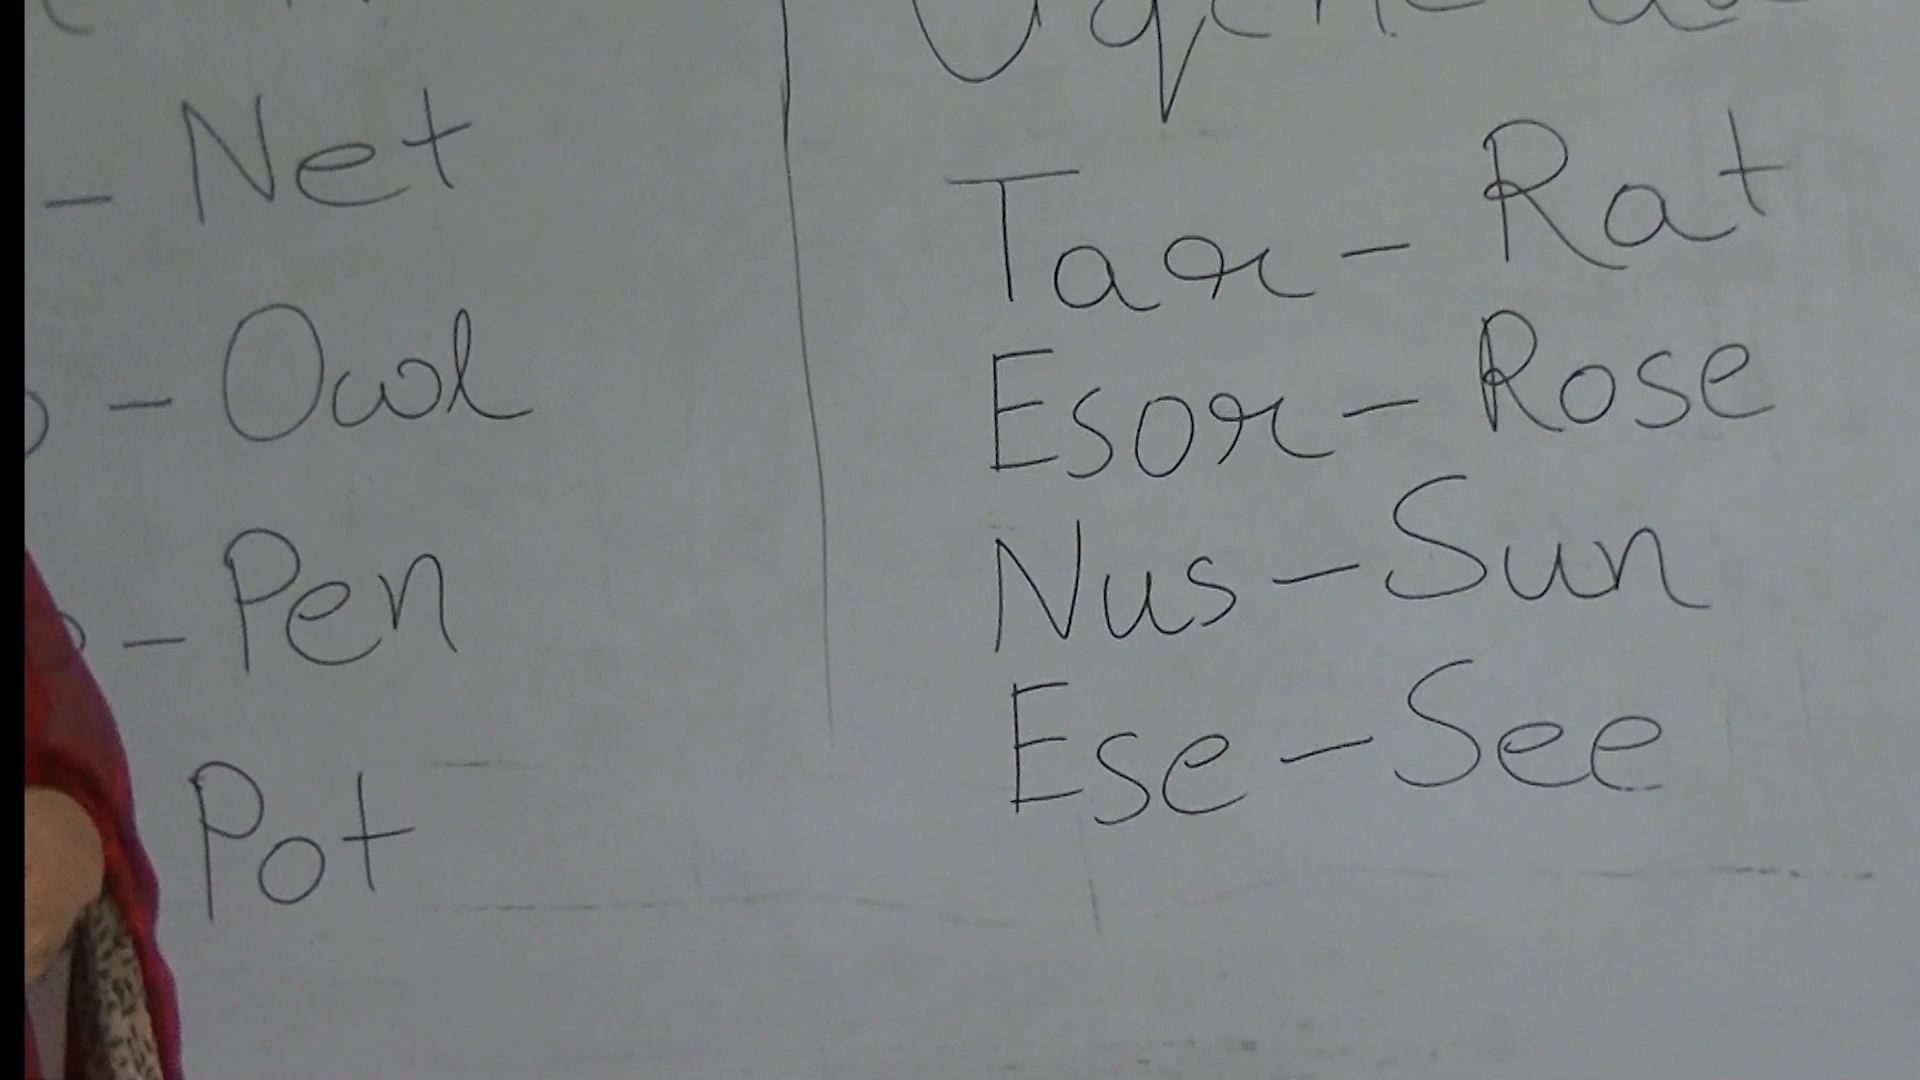 - Net
- Owl
- Pen
Pot
Tar - Rat
Esor - Rose
Nus - Sun
Ese - See